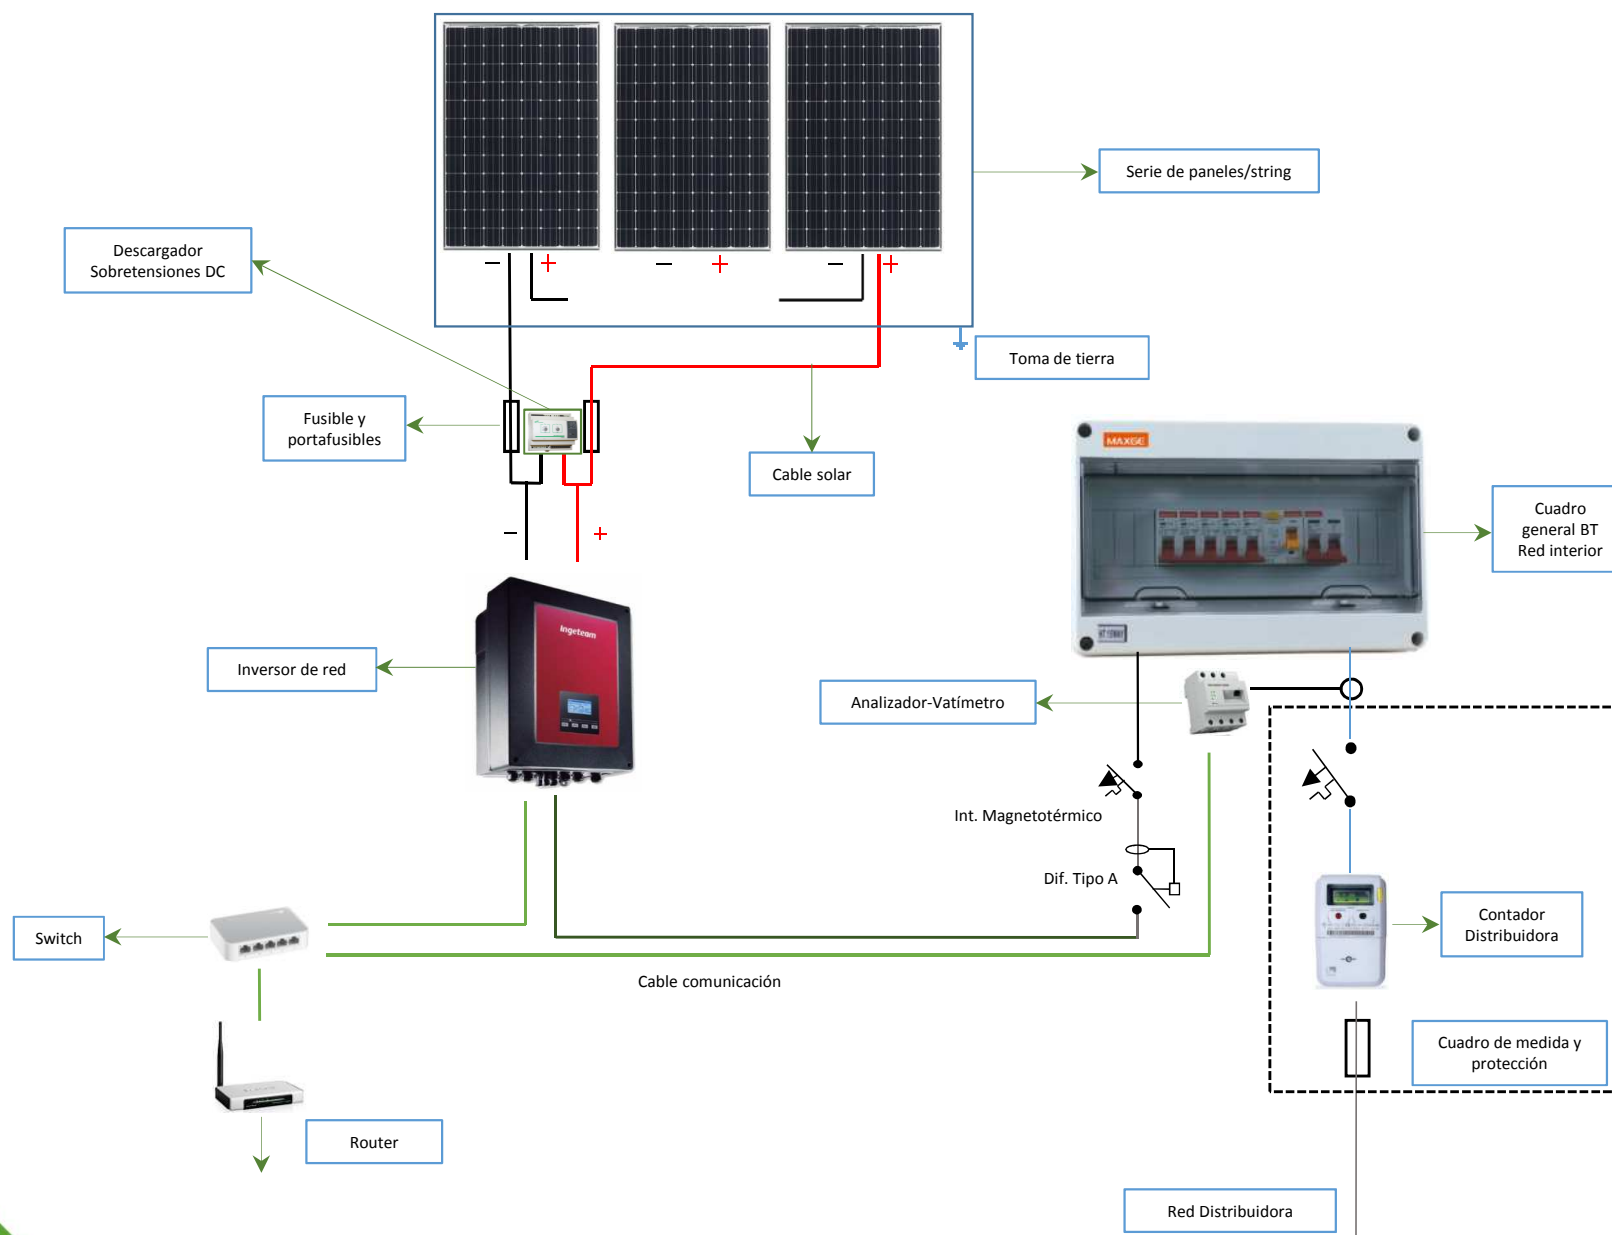 Serie de paneles/string
Descargador
Sobretensiones DC
− + − + − +
Toma de tierra
Fusible y
portafusibles
Cable solar
MAXGE
Cuadro
general BT
Red interior
− +
Ingeteam
Inversor de red
Analizador-Vatímetro
Int. Magnetotérmico
Dif. Tipo A
Switch
Contador
Distribuidora
Cable comunicación
Cuadro de medida y
protección
Router
Red Distribuidora